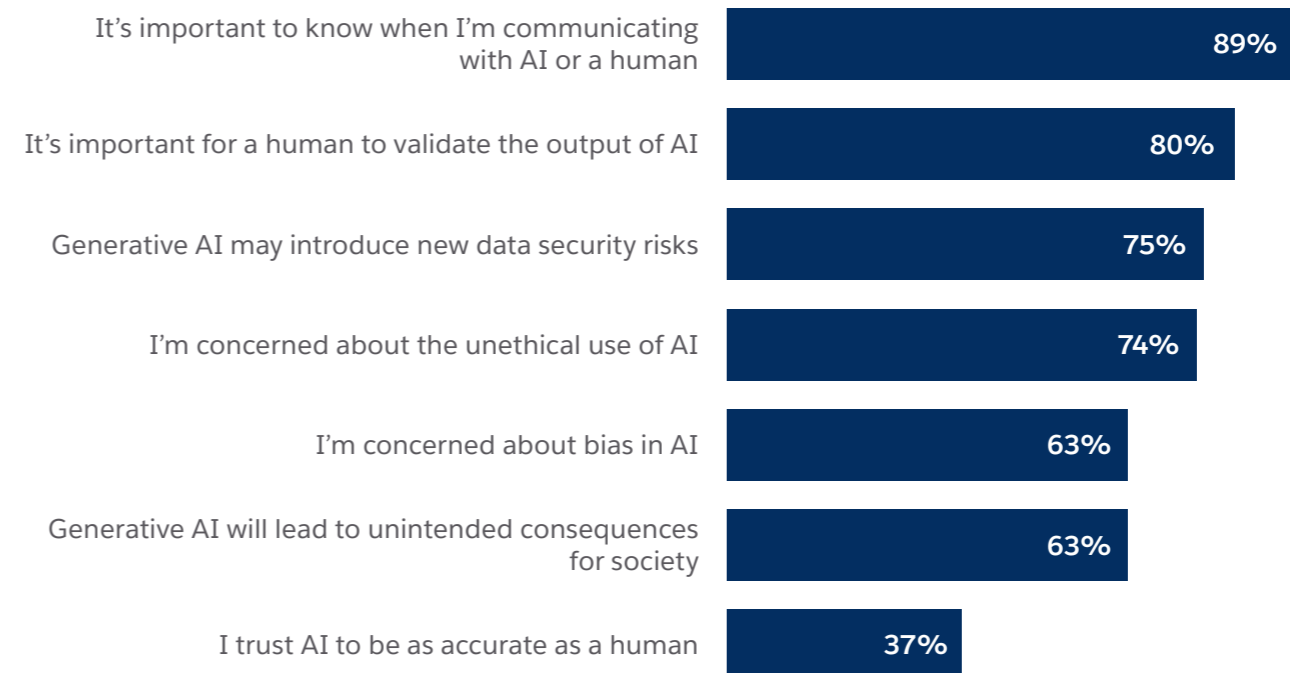 It’s important to know when I’m communicating
with AI or a human
89%
It’s important for a human to validate the output of AI
80%
Generative AI may introduce new data security risks
75%
I’m concerned about the unethical use of AI
74%
I’m concerned about bias in AI
63%
Generative AI will lead to unintended consequences
for society
63%
I trust AI to be as accurate as a human
37%